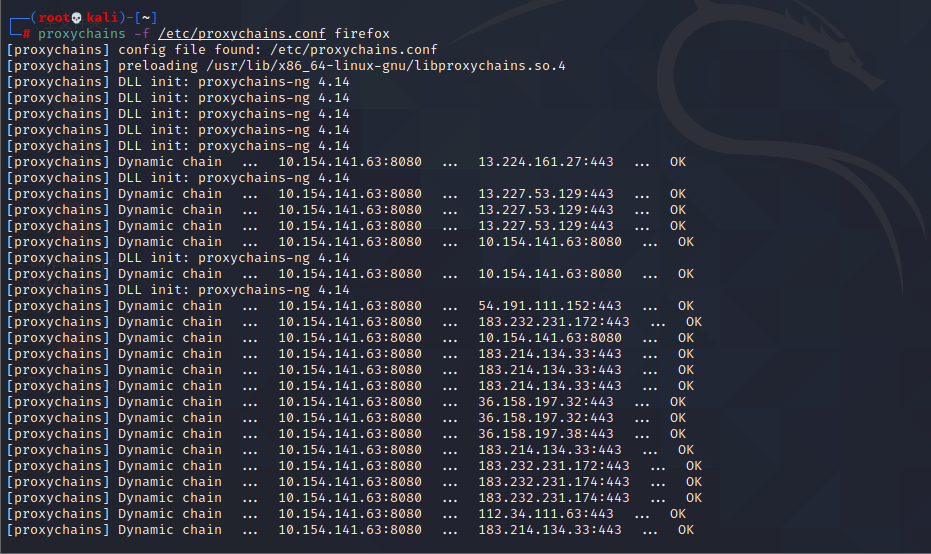 ┌──(root💀kali)-[~]
└─# proxychains -f /etc/proxychains.conf firefox
[proxychains] config file found: /etc/proxychains.conf
[proxychains] preloading /usr/lib/x86_64-linux-gnu/libproxychains.so.4
[proxychains] DLL init: proxychains-ng 4.14
[proxychains] DLL init: proxychains-ng 4.14
[proxychains] DLL init: proxychains-ng 4.14
[proxychains] DLL init: proxychains-ng 4.14
[proxychains] DLL init: proxychains-ng 4.14
[proxychains] Dynamic chain ... 10.154.141.63:8080 ... 13.224.161.27:443 ... OK
[proxychains] DLL init: proxychains-ng 4.14
[proxychains] Dynamic chain ... 10.154.141.63:8080 ... 13.227.53.129:443 ... OK
[proxychains] Dynamic chain ... 10.154.141.63:8080 ... 13.227.53.129:443 ... OK
[proxychains] Dynamic chain ... 10.154.141.63:8080 ... 13.227.53.129:443 ... OK
[proxychains] Dynamic chain ... 10.154.141.63:8080 ... 10.154.141.63:8080 ... OK
[proxychains] DLL init: proxychains-ng 4.14
[proxychains] Dynamic chain ... 10.154.141.63:8080 ... 10.154.141.63:8080 ... OK
[proxychains] DLL init: proxychains-ng 4.14
[proxychains] Dynamic chain ... 10.154.141.63:8080 ... 54.191.111.152:443 ... OK
[proxychains] Dynamic chain ... 10.154.141.63:8080 ... 183.232.231.172:443 ... OK
[proxychains] Dynamic chain ... 10.154.141.63:8080 ... 10.154.141.63:8080 ... OK
[proxychains] Dynamic chain ... 10.154.141.63:8080 ... 183.214.134.33:443 ... OK
[proxychains] Dynamic chain ... 10.154.141.63:8080 ... 183.214.134.33:443 ... OK
[proxychains] Dynamic chain ... 10.154.141.63:8080 ... 183.214.134.33:443 ... OK
[proxychains] Dynamic chain ... 10.154.141.63:8080 ... 36.158.197.32:443 ... OK
[proxychains] Dynamic chain ... 10.154.141.63:8080 ... 36.158.197.32:443 ... OK
[proxychains] Dynamic chain ... 10.154.141.63:8080 ... 36.158.197.38:443 ... OK
[proxychains] Dynamic chain ... 10.154.141.63:8080 ... 183.214.134.33:443 ... OK
[proxychains] Dynamic chain ... 10.154.141.63:8080 ... 183.232.231.172:443 ... OK
[proxychains] Dynamic chain ... 10.154.141.63:8080 ... 183.232.231.174:443 ... OK
[proxychains] Dynamic chain ... 10.154.141.63:8080 ... 183.232.231.174:443 ... OK
[proxychains] Dynamic chain ... 10.154.141.63:8080 ... 112.34.111.63:443 ... OK
[proxychains] Dynamic chain ... 10.154.141.63:8080 ... 183.214.134.33:443 ... OK